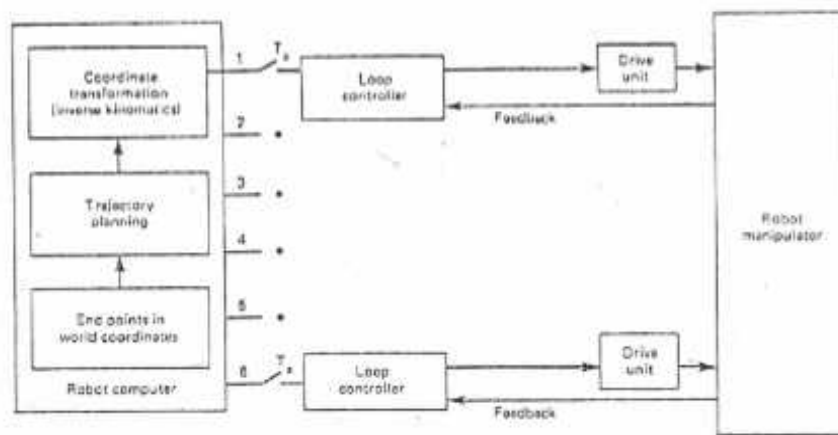 Coordinate
transformation
(inverse kinematics)
Trajectory
planning
End points in
world coordinates
Robot computer
1
2
3
4
5
6
T
s
Loop
controller
Drive
unit
Feedback
T
s
Loop
controller
Drive
unit
Feedback
Robot
manipulator